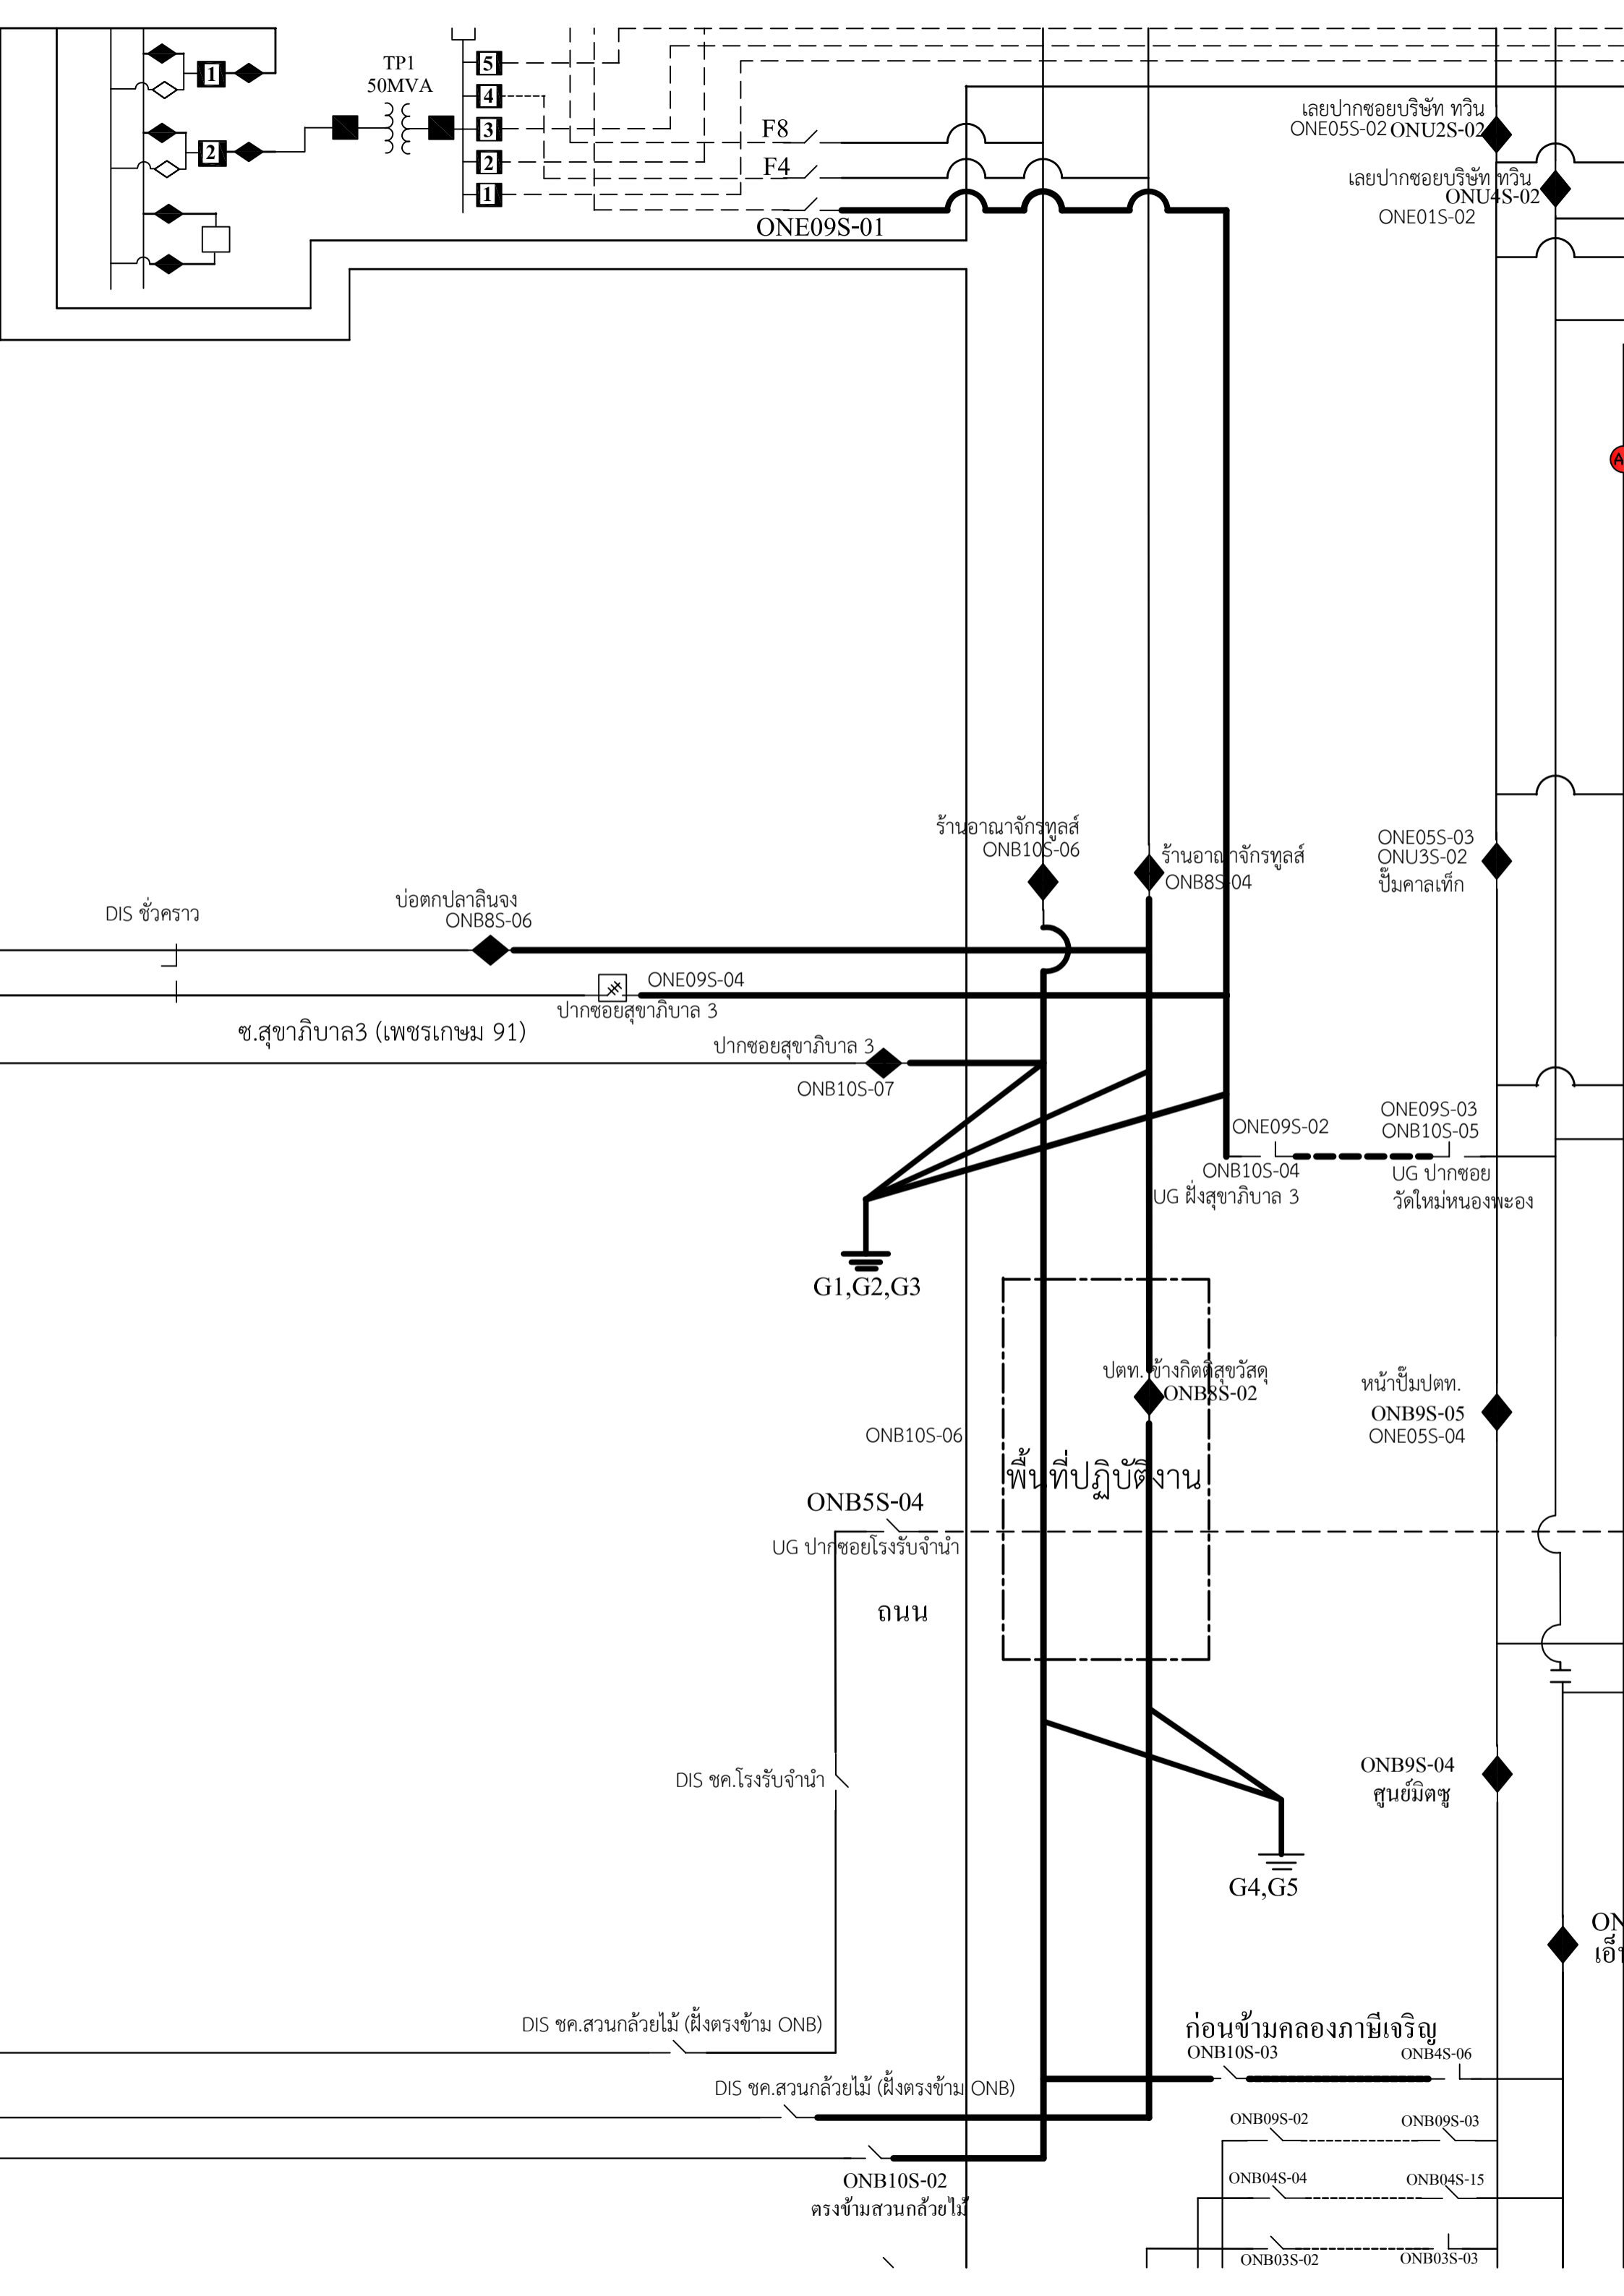 1
2
TP1
50MVA
5
4
3
2
1
F8
F4
ONE09S-01
เลยปากซอยบริษัท ทวิน
ONE05S-02 ONU2S-02
เลยปากซอยบริษัท ทวิน
ONU4S-02
ONE01S-02
ร้านอาณาจักรทูลส์
ONB10S-06
ร้านอาณาจักรทูลส์
ONB8S-04
ONE05S-03
ONU3S-02
ปั๊มคาลเท็ก
DIS ชั่วคราว
บ่อตกปลาลินจง
ONB8S-06
ONE09S-04
ปากซอยสุขาภิบาล 3
ซ.สุขาภิบาล3 (เพชรเกษม 91)
ปากซอยสุขาภิบาล 3
ONB10S-07
ONE09S-02
ONB10S-04
UG ฝั่งสุขาภิบาล 3
ONE09S-03
ONB10S-05
UG ปากซอย
วัดใหม่หนองพะอง
G1,G2,G3
ปตท. ข้างกิตติสุขวัสดุ
ONB8S-02
หน้าปั๊มปตท.
ONB9S-05
ONE05S-04
ONB10S-06
พื้นที่ปฏิบัติงาน
ONB5S-04
UG ปากซอยโรงรับจำนำ
ถนน
DIS ชค.โรงรับจำนำ
ONB9S-04
ศูนย์มิตซู
G4,G5
ON
DIS ชค.สวนกล้วยไม้ (ฝั้งตรงข้าม ONB)
ก่อนข้ามคลองภาษีเจริญ
ONB10S-03
ONB4S-06
DIS ชค.สวนกล้วยไม้ (ฝั้งตรงข้าม ONB)
ONB09S-02
ONB09S-03
ONB10S-02
ตรงข้ามสวนกล้วยไม้
ONB04S-04
ONB04S-15
ONB03S-02
ONB03S-03